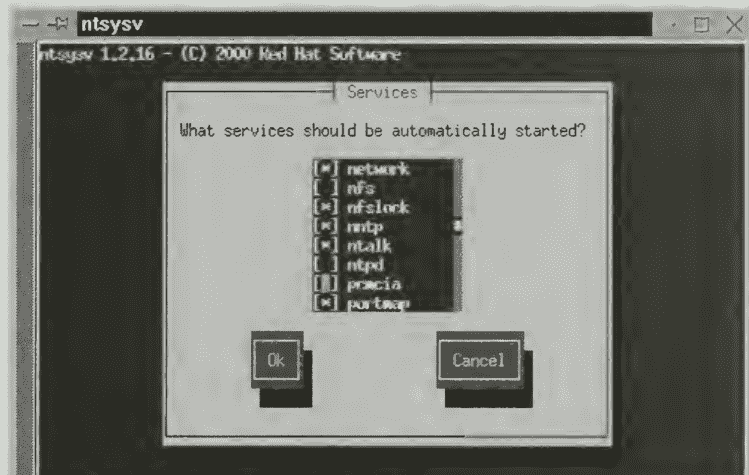 ntsysv
ntsysv 1.2.16 - (C) 2000 Red Hat Software
Services
What services should be automatically started?
[*] network
[ ] nfs
[*] nfslock
[*] nntp
[*] ntalk
[ ] ntpd
[ ] pcmcia
[*] portmap
Ok
Cancel